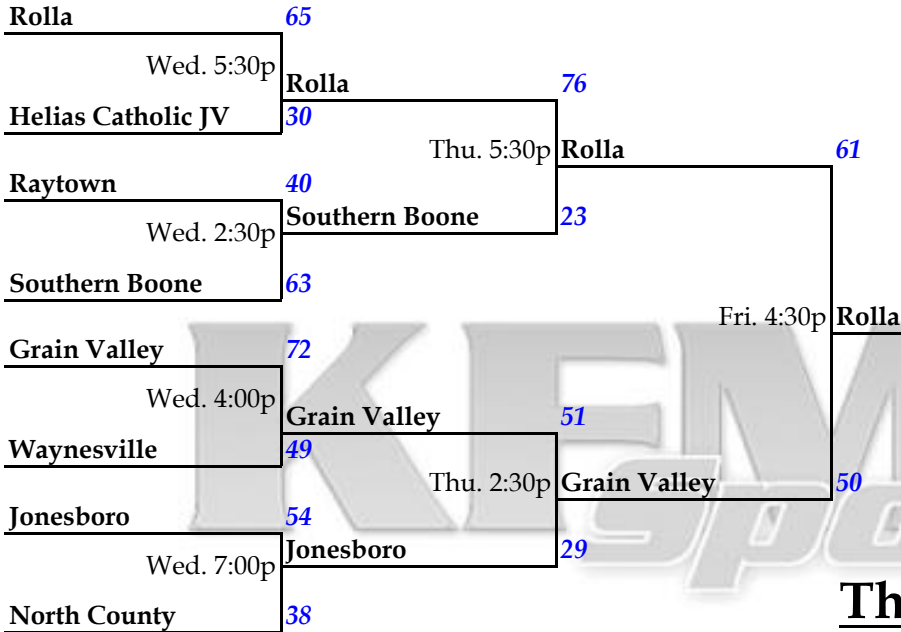 Rolla 65
Wed. 5:30p
Rolla 76
Helias Catholic JV 30
Thu. 5:30p Rolla 61
Raytown 40
Southern Boone 23
Wed. 2:30p
Southern Boone 63
Fri. 4:30p Rolla
Grain Valley 72
Wed. 4:00p
Grain Valley 51
Waynesville 49
Thu. 2:30p Grain Valley 50
Jonesboro 54
Jonesboro 29
Wed. 7:00p
North County 38
Th